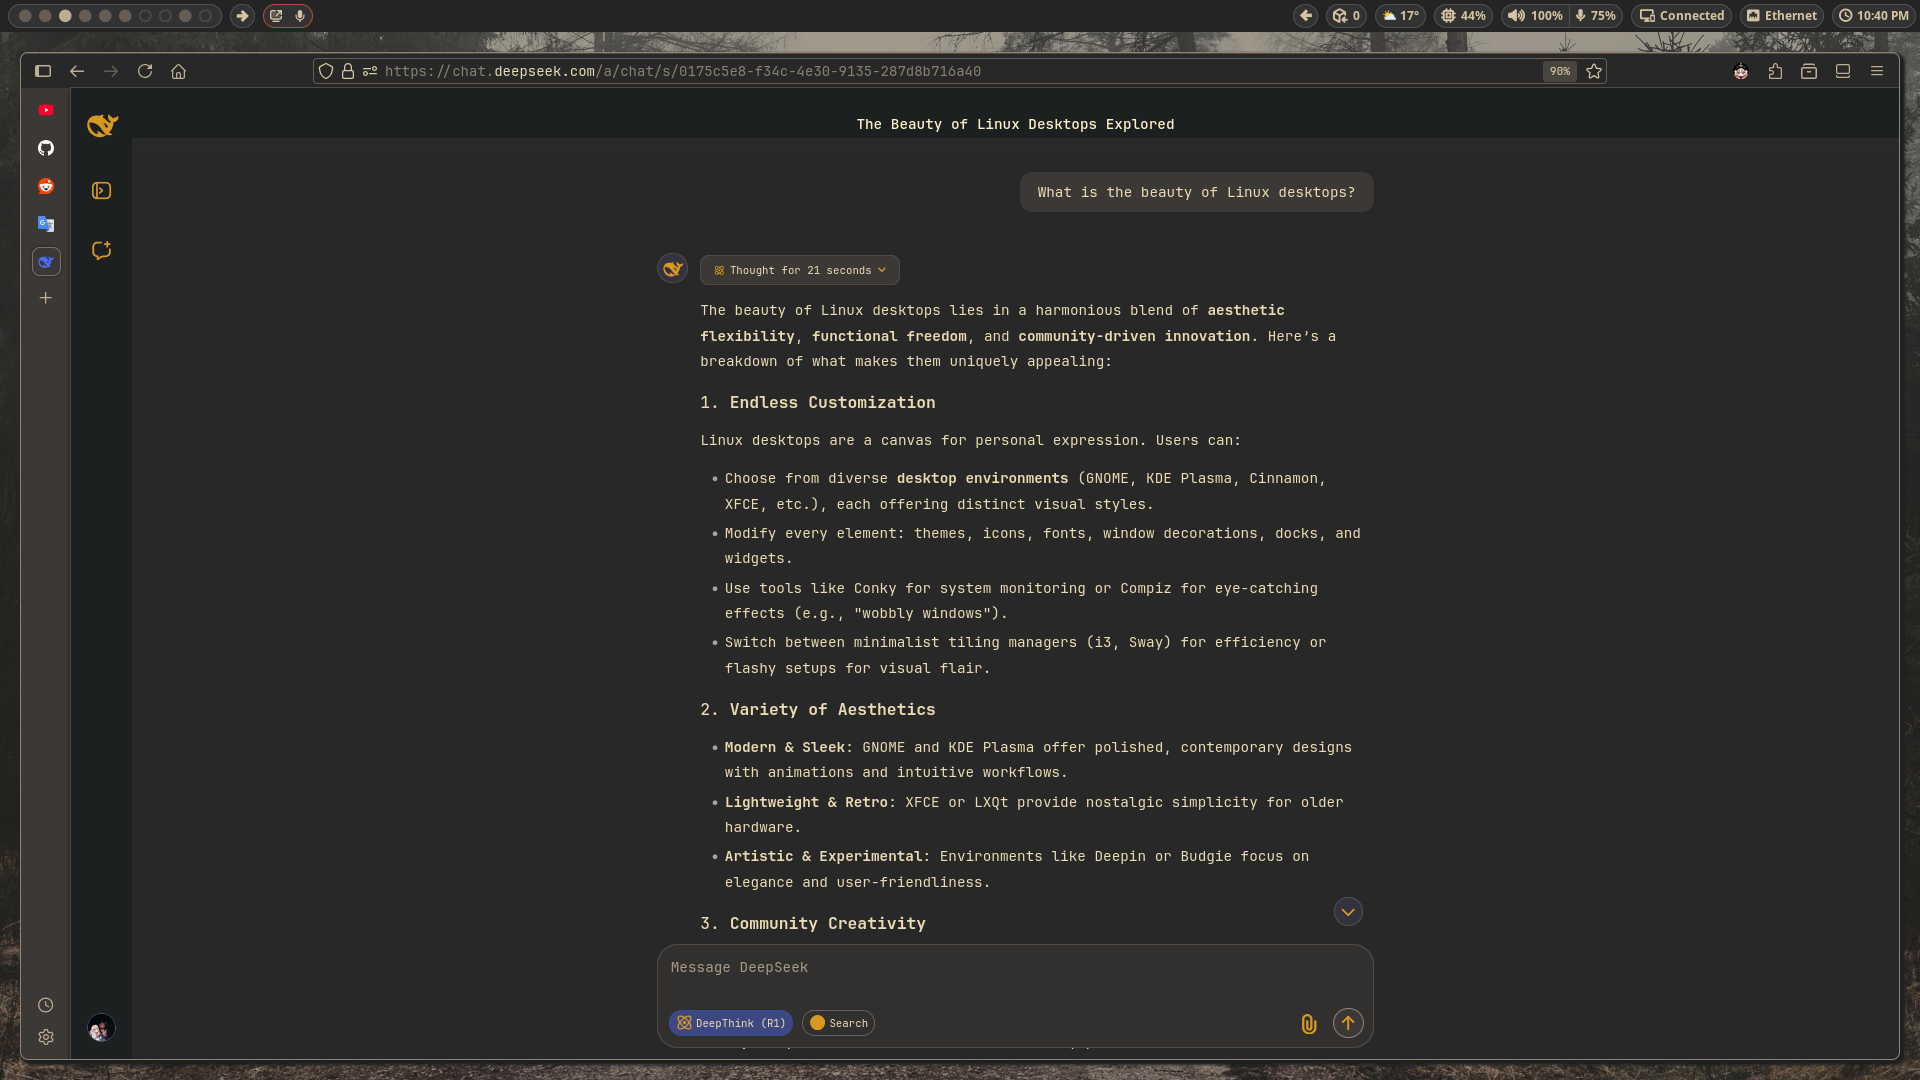 0
17°
44%
100%
75%
Connected
Ethernet
10:40 PM
https://chat.deepseek.com/a/chat/s/0175c5e8-f34c-4e30-9135-287d8b716a40
90%
The Beauty of Linux Desktops Explored
What is the beauty of Linux desktops?
Thought for 21 seconds
The beauty of Linux desktops lies in a harmonious blend of aesthetic
flexibility, functional freedom, and community-driven innovation. Here’s a
breakdown of what makes them uniquely appealing:
1. Endless Customization
Linux desktops are a canvas for personal expression. Users can:
• Choose from diverse desktop environments (GNOME, KDE Plasma, Cinnamon,
XFCE, etc.), each offering distinct visual styles.
• Modify every element: themes, icons, fonts, window decorations, docks, and
widgets.
• Use tools like Conky for system monitoring or Compiz for eye-catching
effects (e.g., "wobbly windows").
• Switch between minimalist tiling managers (i3, Sway) for efficiency or
flashy setups for visual flair.
2. Variety of Aesthetics
• Modern & Sleek: GNOME and KDE Plasma offer polished, contemporary designs
with animations and intuitive workflows.
• Lightweight & Retro: XFCE or LXQt provide nostalgic simplicity for older
hardware.
• Artistic & Experimental: Environments like Deepin or Budgie focus on
elegance and user-friendliness.
3. Community Creativity
Message DeepSeek
DeepThink (R1)
Search